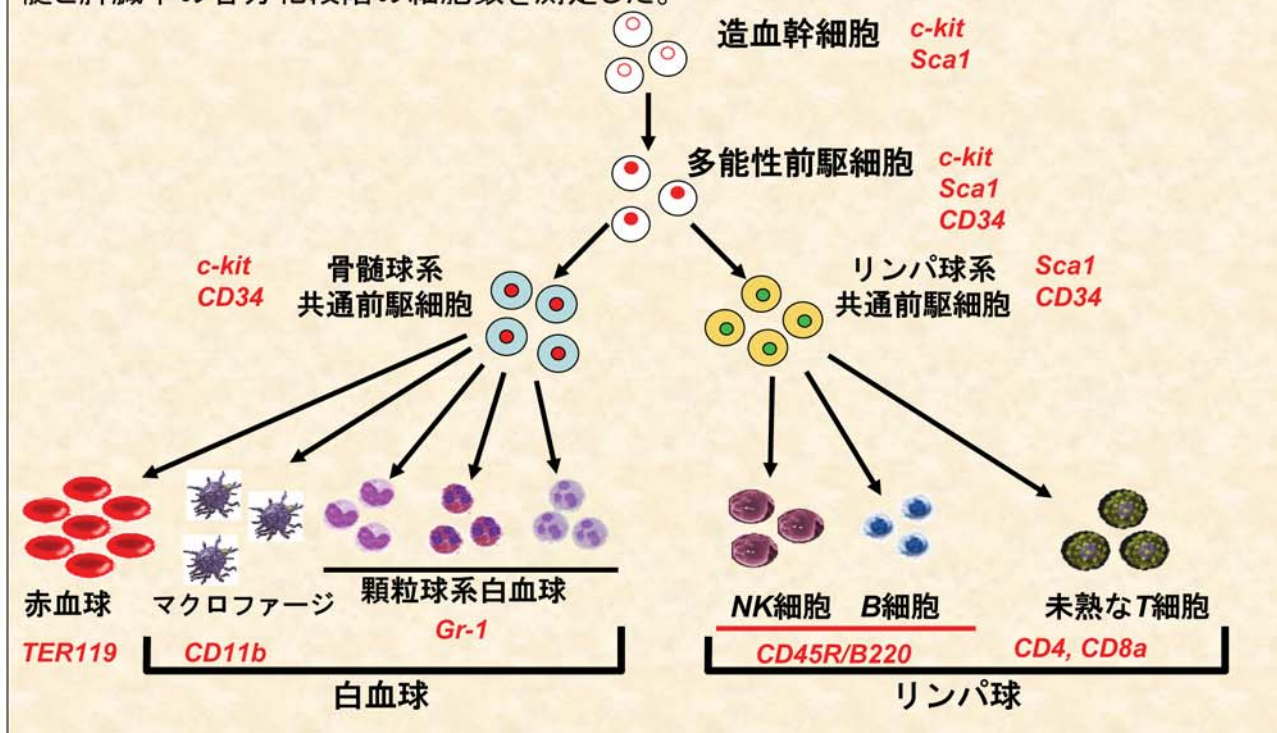 造血幹細胞
c-kit
Sca1
多能性前駆細胞
c-kit
Sca1
CD34
c-kit
CD34
骨髄球系
共通前駆細胞
リンパ球系
共通前駆細胞
Sca1
CD34
赤血球
マクロファージ
顆粒球系白血球
NK細胞
B細胞
未熟なT細胞
TER119
CD11b
Gr-1
CD45R/B220
CD4, CD8a
白血球
リンパ球